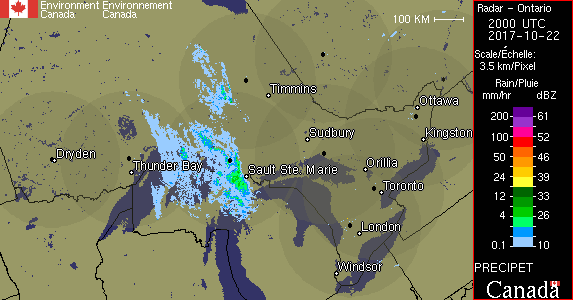 Environment Environnement
Canada Canada
100 KM
Timmins
Ottawa
Sudbury
Kingston
Dryden
Thunder Bay
Sault Ste. Marie
Orillia
Toronto
London
Windsor
Radar - Ontario
2000 UTC
2017-10-22
Scale/Échelle:
3.5 km/Pixel
Rain/Pluie
mm/hr dBZ
200 61
100 52
50 46
24 39
12 33
4 26
0.1 10
PRECIPET
Canada